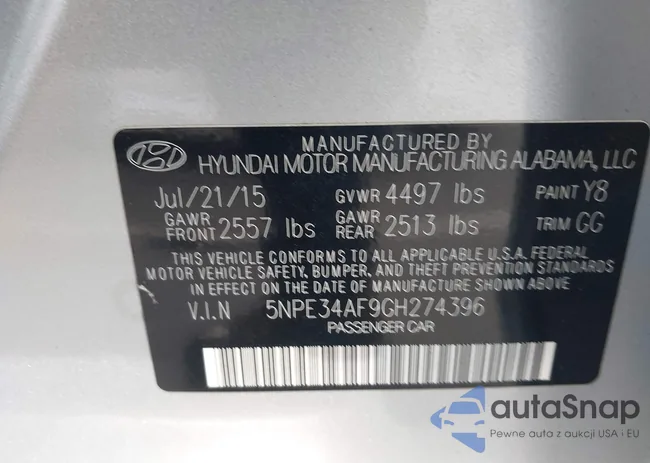 MANUFACTURED BY
HYUNDAI MOTOR MANUFACTURING ALABAMA, LLC
Jul/21/15 GVWR 4497 lbs PAINT Y8
GAWR FRONT 2557 lbs GAWR REAR 2513 lbs TRIM GG
THIS VEHICLE CONFORMS TO ALL APPLICABLE U.S.A. FEDERAL
MOTOR VEHICLE SAFETY, BUMPER, AND THEFT PREVENTION STANDARDS
IN EFFECT ON THE DATE OF MANUFACTURE SHOWN ABOVE
V.I.N 5NPE34AF9GH274396
PASSENGER CAR
autaSnap
Pewne auta z aukcji USA i EU